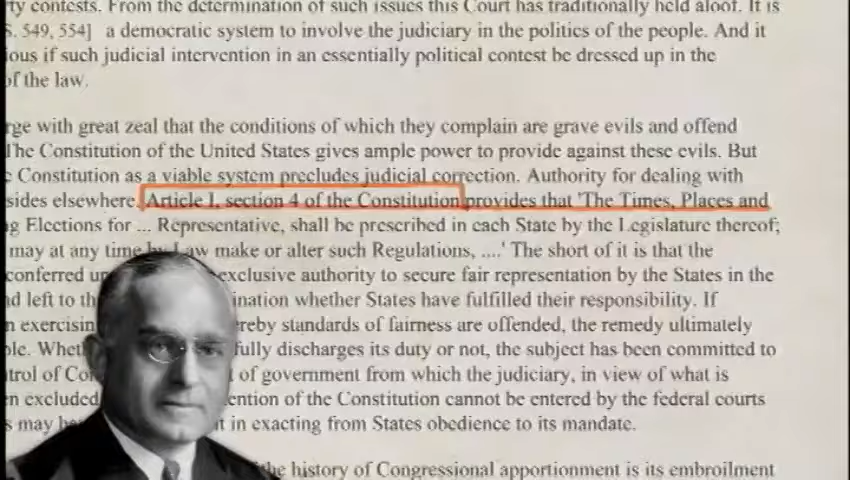 ty contests. From the determination of such issues this Court has traditionally held aloof. It is
S. 549, 554] a democratic system to involve the judiciary in the politics of the people. And it
ious if such judicial intervention in an essentially political contest be dressed up in the
of the law.
rge with great zeal that the conditions of which they complain are grave evils and offend
The Constitution of the United States gives ample power to provide against these evils. But
Constitution as a viable system precludes judicial correction. Authority for dealing with
sides elsewhere. Article I, section 4 of the Constitution provides that 'The Times, Places and
g Elections for ... Representative, shall be prescribed in each State by the Legislature thereof;
may at any time by Law make or alter such Regulations, ....' The short of it is that the
conferred exclusive authority to secure fair representation by the States in the
left to ination whether States have fulfilled their responsibility. If
n exercisin reby standards of fairness are offended, the remedy ultimately
le. Whet fully discharges its duty or not, the subject has been committed to
trol of of government from which the judiciary, in view of what is
n excluded ention of the Constitution cannot be entered by the federal courts
s may t in exacting from States obedience to its mandate.
the history of Congressional apportionment is its embroilment